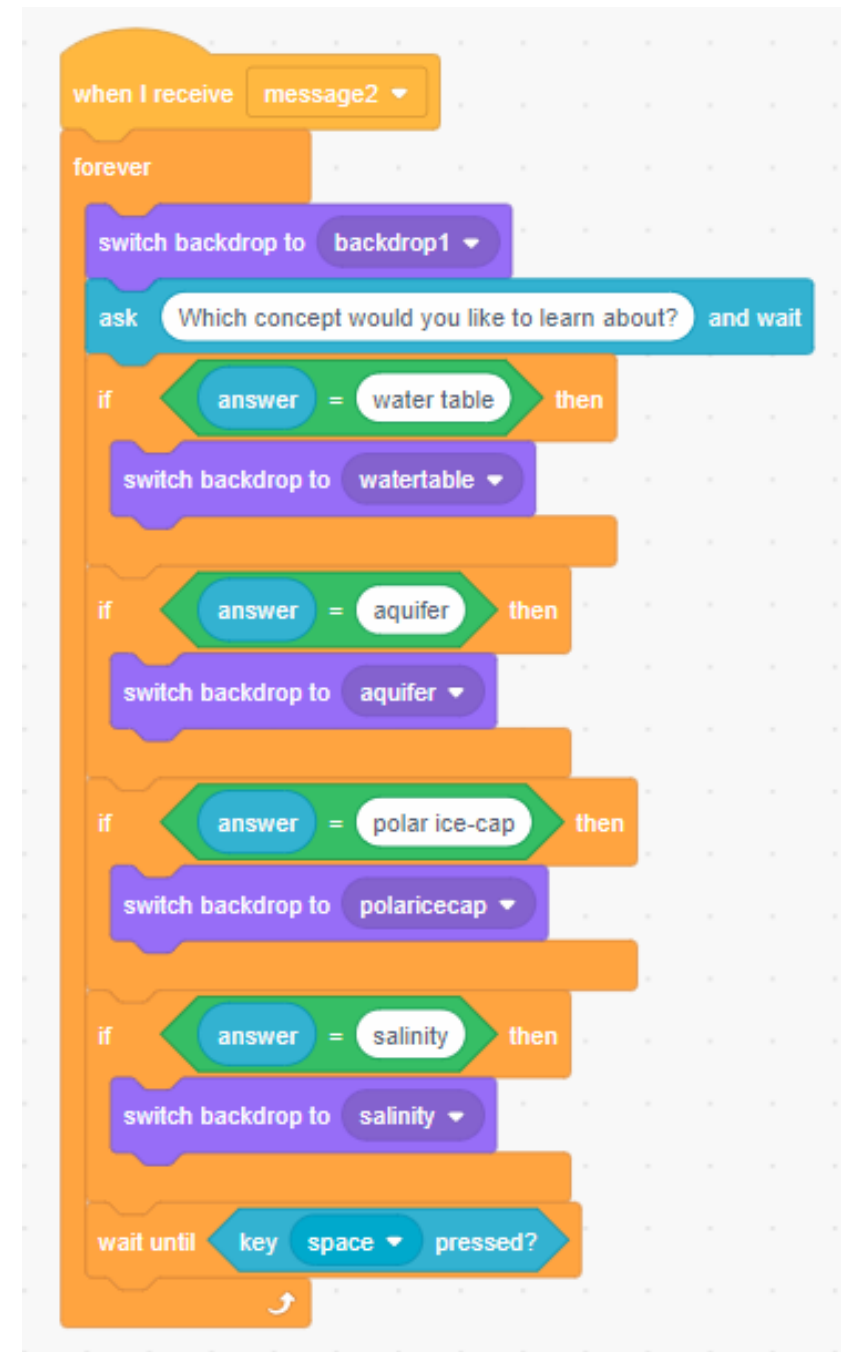 when I receive message2
forever
switch backdrop to backdrop1
ask Which concept would you like to learn about? and wait
if answer = water table then
switch backdrop to watertable
if answer = aquifer then
switch backdrop to aquifer
if answer = polar ice-cap then
switch backdrop to polaricecap
if answer = salinity then
switch backdrop to salinity
wait until key space pressed?